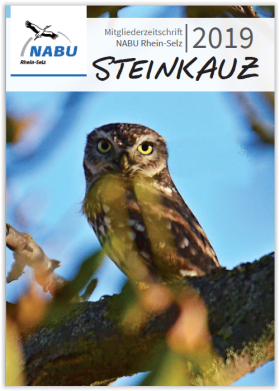 NABU
Rhein-Selz
Mitgliederzeitschrift
NABU Rhein-Selz
2019
STEINKAUZ